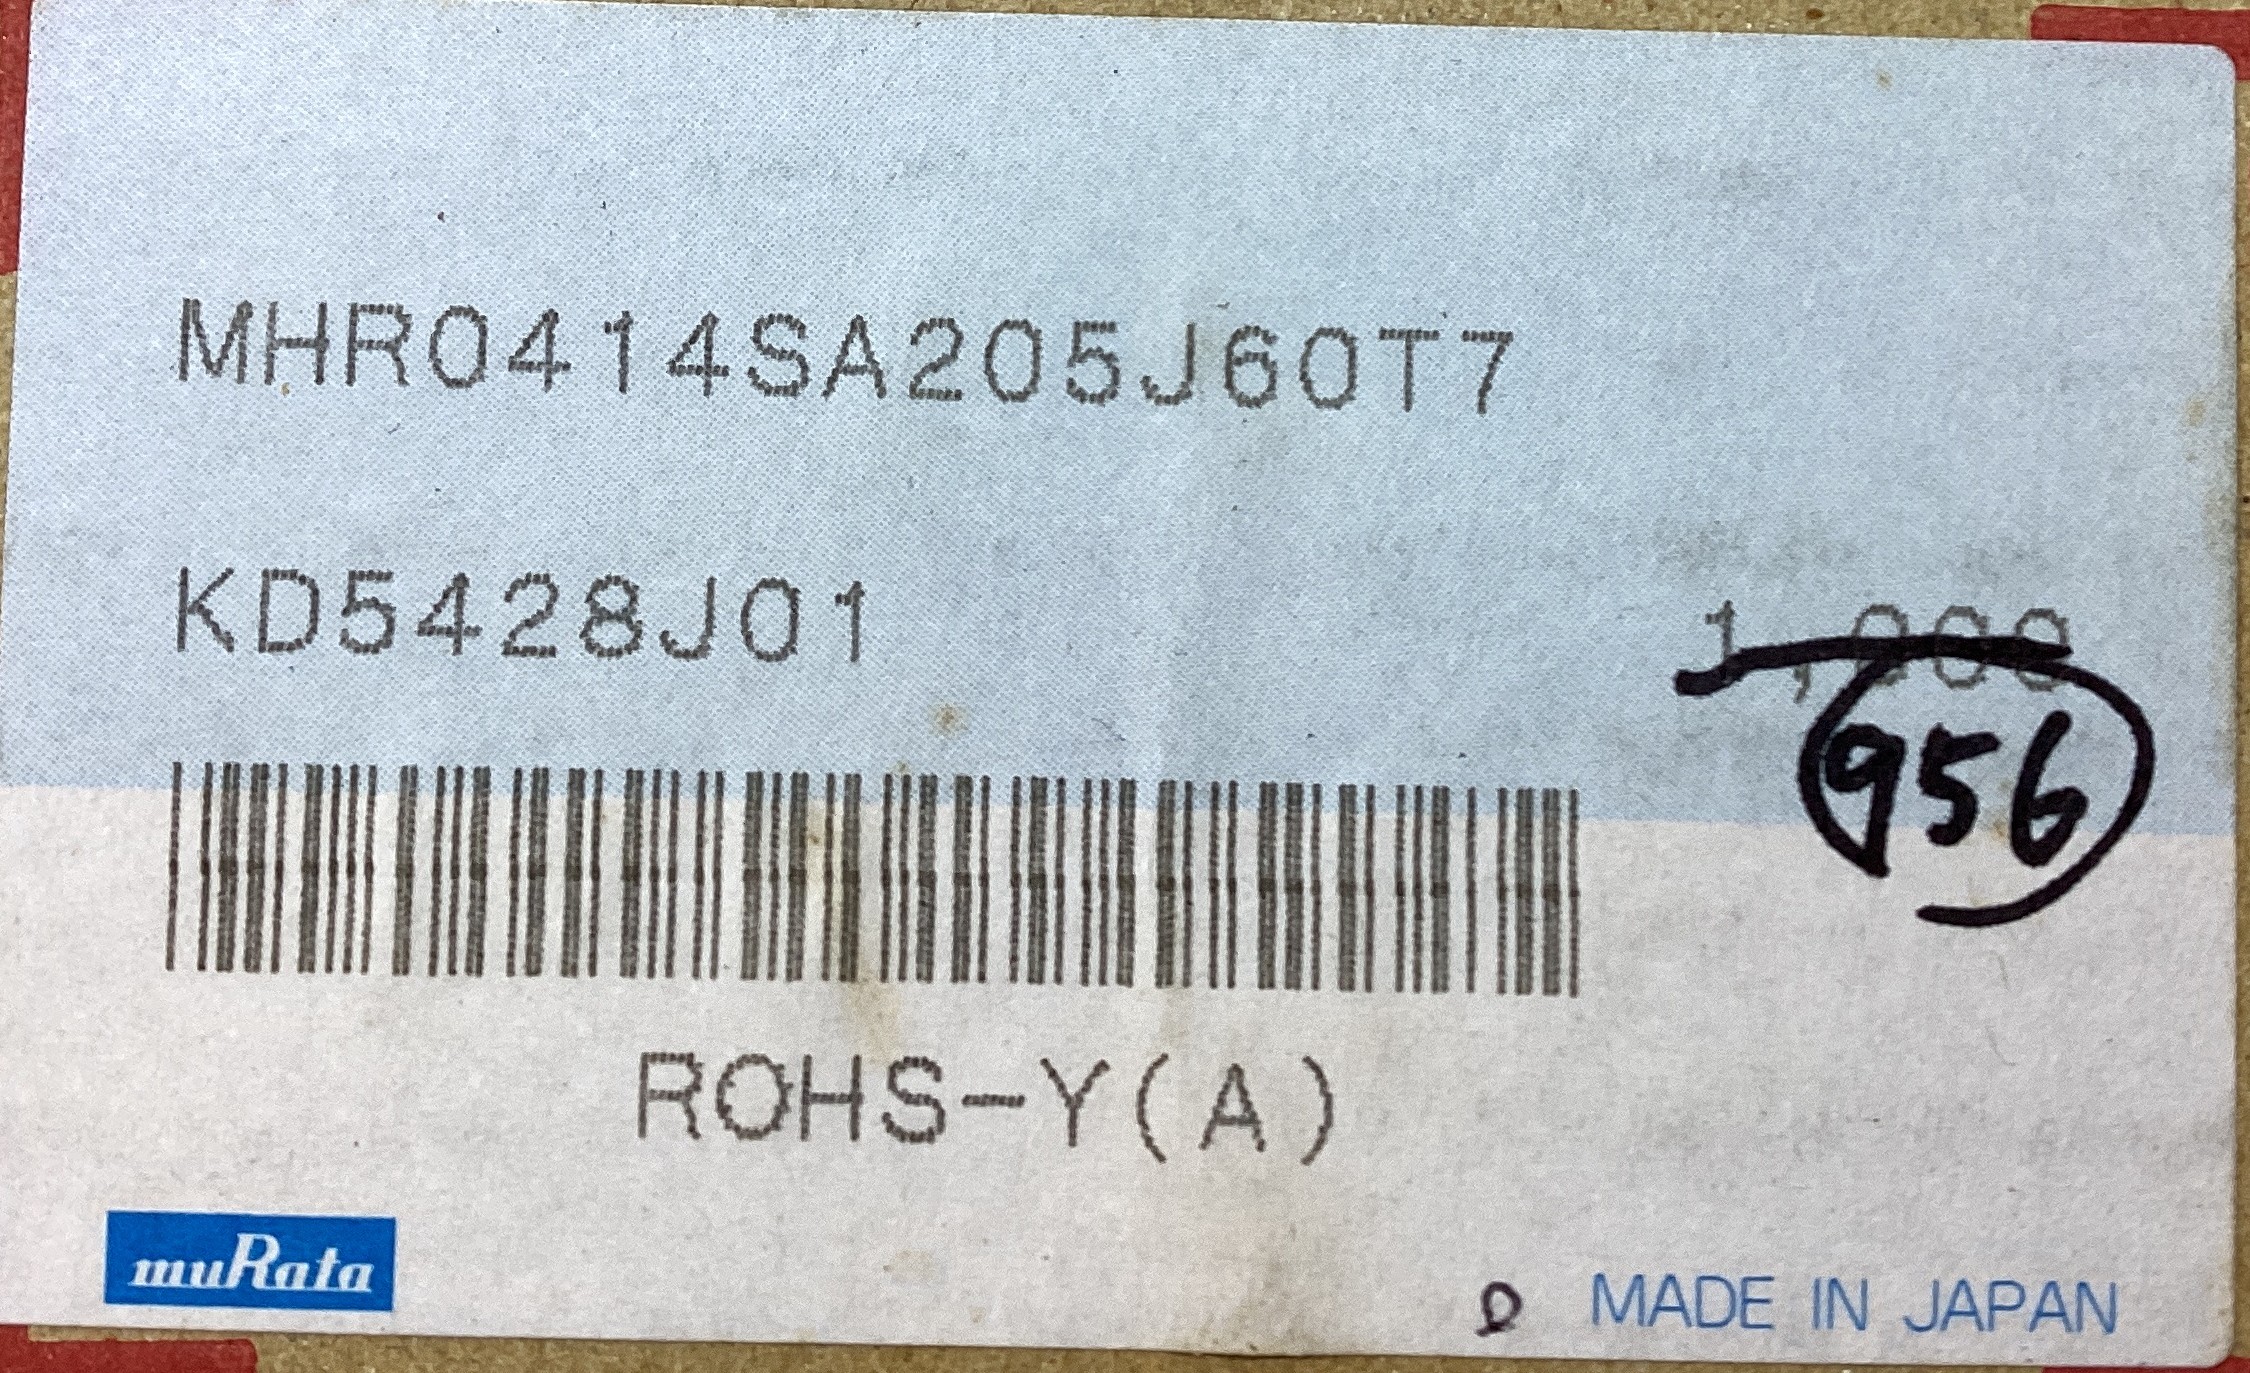 MHR0414SA205J60T7
KD5428J01
1,000
956
ROHS-Y(A)
muRata
MADE IN JAPAN